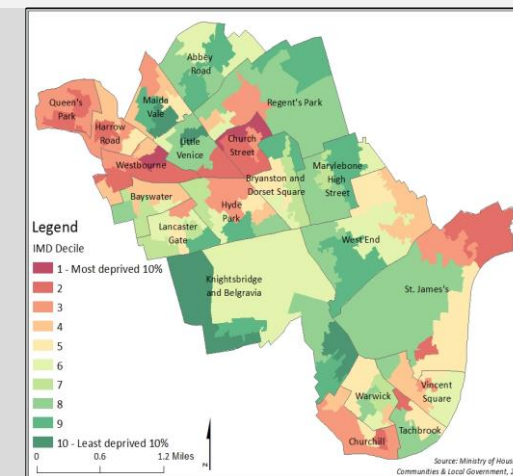 Abbey
Road
Queen's
Park
Maida
Vale
Regent's Park
Harrow
Road
Little
Venice
Church
Street
Westbourne
Marylebone
High
Street
Bryanston and
Dorset Square
Bayswater
Hyde
Park
Lancaster
Gate
West End
Knightsbridge
and Belgravia
St. James's
Warwick
Vincent
Square
Tachbrook
Churchill
Legend
IMD Decile
1 - Most deprived 10%
2
3
4
5
6
7
8
9
10 - Least deprived 10%
0 0.6 1.2 Miles
Source: Ministry of Hous
Communities & Local Government, 2